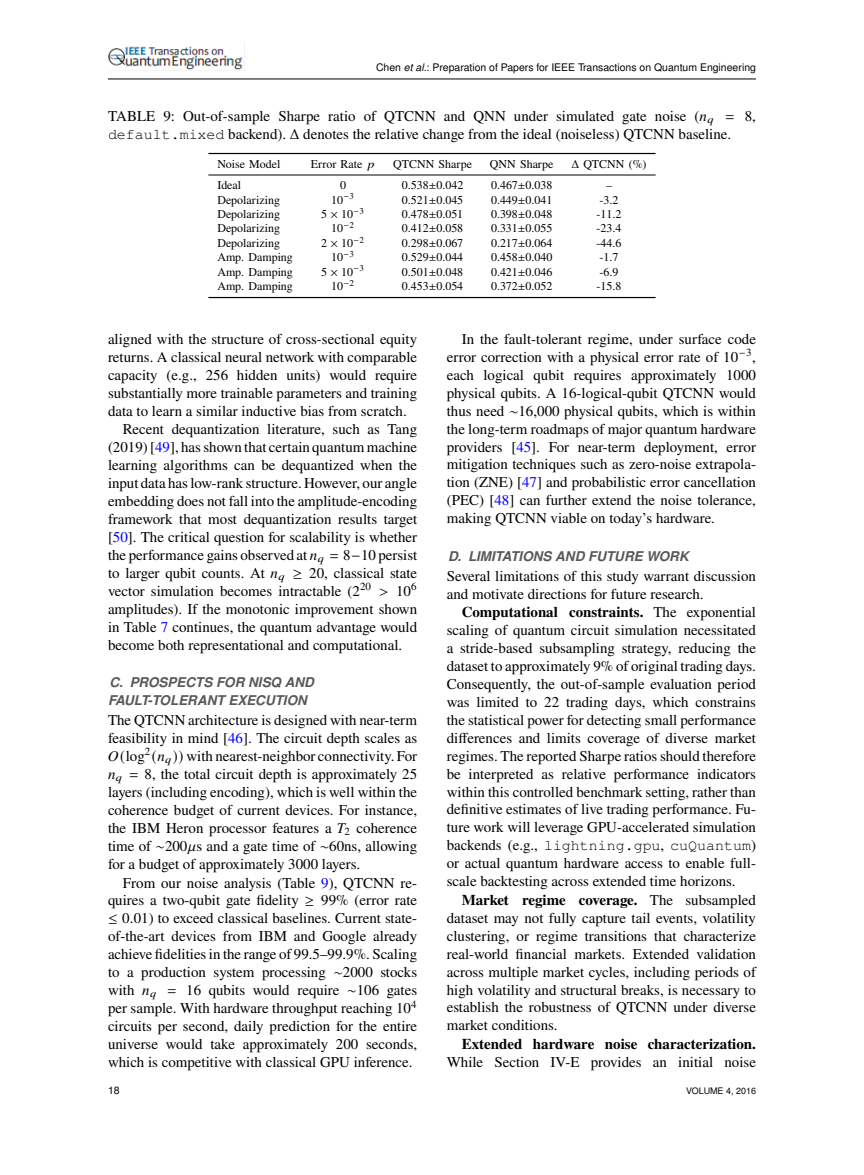 IEEE Transactions on
Quantum Engineering
Chen et al.: Preparation of Papers for IEEE Transactions on Quantum Engineering
TABLE 9: Out-of-sample Sharpe ratio of QTCNN and QNN under simulated gate noise (n_q = 8,
default.mixed backend). Δ denotes the relative change from the ideal (noiseless) QTCNN baseline.
Noise Model Error Rate p QTCNN Sharpe QNN Sharpe Δ QTCNN (%)
Ideal 0 0.538±0.042 0.467±0.038 –
Depolarizing 10⁻³ 0.521±0.045 0.449±0.041 -3.2
Depolarizing 5 × 10⁻³ 0.478±0.051 0.398±0.048 -11.2
Depolarizing 10⁻² 0.412±0.058 0.331±0.055 -23.4
Depolarizing 2 × 10⁻² 0.298±0.067 0.217±0.064 -44.6
Amp. Damping 10⁻³ 0.529±0.044 0.458±0.040 -1.7
Amp. Damping 5 × 10⁻³ 0.501±0.048 0.421±0.046 -6.9
Amp. Damping 10⁻² 0.453±0.054 0.372±0.052 -15.8
aligned with the structure of cross-sectional equity
returns. A classical neural network with comparable
capacity (e.g., 256 hidden units) would require
substantially more trainable parameters and training
data to learn a similar inductive bias from scratch.
Recent dequantization literature, such as Tang
(2019) [49], has shown that certain quantum machine
learning algorithms can be dequantized when the
input data has low-rank structure. However, our angle
embedding does not fall into the amplitude-encoding
framework that most dequantization results target
[50]. The critical question for scalability is whether
the performance gains observed at n_q = 8−10 persist
to larger qubit counts. At n_q ≥ 20, classical state
vector simulation becomes intractable (2²⁰ > 10⁶
amplitudes). If the monotonic improvement shown
in Table 7 continues, the quantum advantage would
become both representational and computational.
C. PROSPECTS FOR NISQ AND
FAULT-TOLERANT EXECUTION
The QTCNN architecture is designed with near-term
feasibility in mind [46]. The circuit depth scales as
O(log²(n_q)) with nearest-neighbor connectivity. For
n_q = 8, the total circuit depth is approximately 25
layers (including encoding), which is well within the
coherence budget of current devices. For instance,
the IBM Heron processor features a T₂ coherence
time of ~200μs and a gate time of ~60ns, allowing
for a budget of approximately 3000 layers.
From our noise analysis (Table 9), QTCNN re-
quires a two-qubit gate fidelity ≥ 99% (error rate
≤ 0.01) to exceed classical baselines. Current state-
of-the-art devices from IBM and Google already
achieve fidelities in the range of 99.5–99.9%. Scaling
to a production system processing ~2000 stocks
with n_q = 16 qubits would require ~106 gates
per sample. With hardware throughput reaching 10⁴
circuits per second, daily prediction for the entire
universe would take approximately 200 seconds,
which is competitive with classical GPU inference.
In the fault-tolerant regime, under surface code
error correction with a physical error rate of 10⁻³,
each logical qubit requires approximately 1000
physical qubits. A 16-logical-qubit QTCNN would
thus need ~16,000 physical qubits, which is within
the long-term roadmaps of major quantum hardware
providers [45]. For near-term deployment, error
mitigation techniques such as zero-noise extrapola-
tion (ZNE) [47] and probabilistic error cancellation
(PEC) [48] can further extend the noise tolerance,
making QTCNN viable on today's hardware.
D. LIMITATIONS AND FUTURE WORK
Several limitations of this study warrant discussion
and motivate directions for future research.
Computational constraints. The exponential
scaling of quantum circuit simulation necessitated
a stride-based subsampling strategy, reducing the
dataset to approximately 9% of original trading days.
Consequently, the out-of-sample evaluation period
was limited to 22 trading days, which constrains
the statistical power for detecting small performance
differences and limits coverage of diverse market
regimes. The reported Sharpe ratios should therefore
be interpreted as relative performance indicators
within this controlled benchmark setting, rather than
definitive estimates of live trading performance. Fu-
ture work will leverage GPU-accelerated simulation
backends (e.g., lightning.gpu, cuQuantum)
or actual quantum hardware access to enable full-
scale backtesting across extended time horizons.
Market regime coverage. The subsampled
dataset may not fully capture tail events, volatility
clustering, or regime transitions that characterize
real-world financial markets. Extended validation
across multiple market cycles, including periods of
high volatility and structural breaks, is necessary to
establish the robustness of QTCNN under diverse
market conditions.
Extended hardware noise characterization.
While Section IV-E provides an initial noise
18
VOLUME 4, 2016